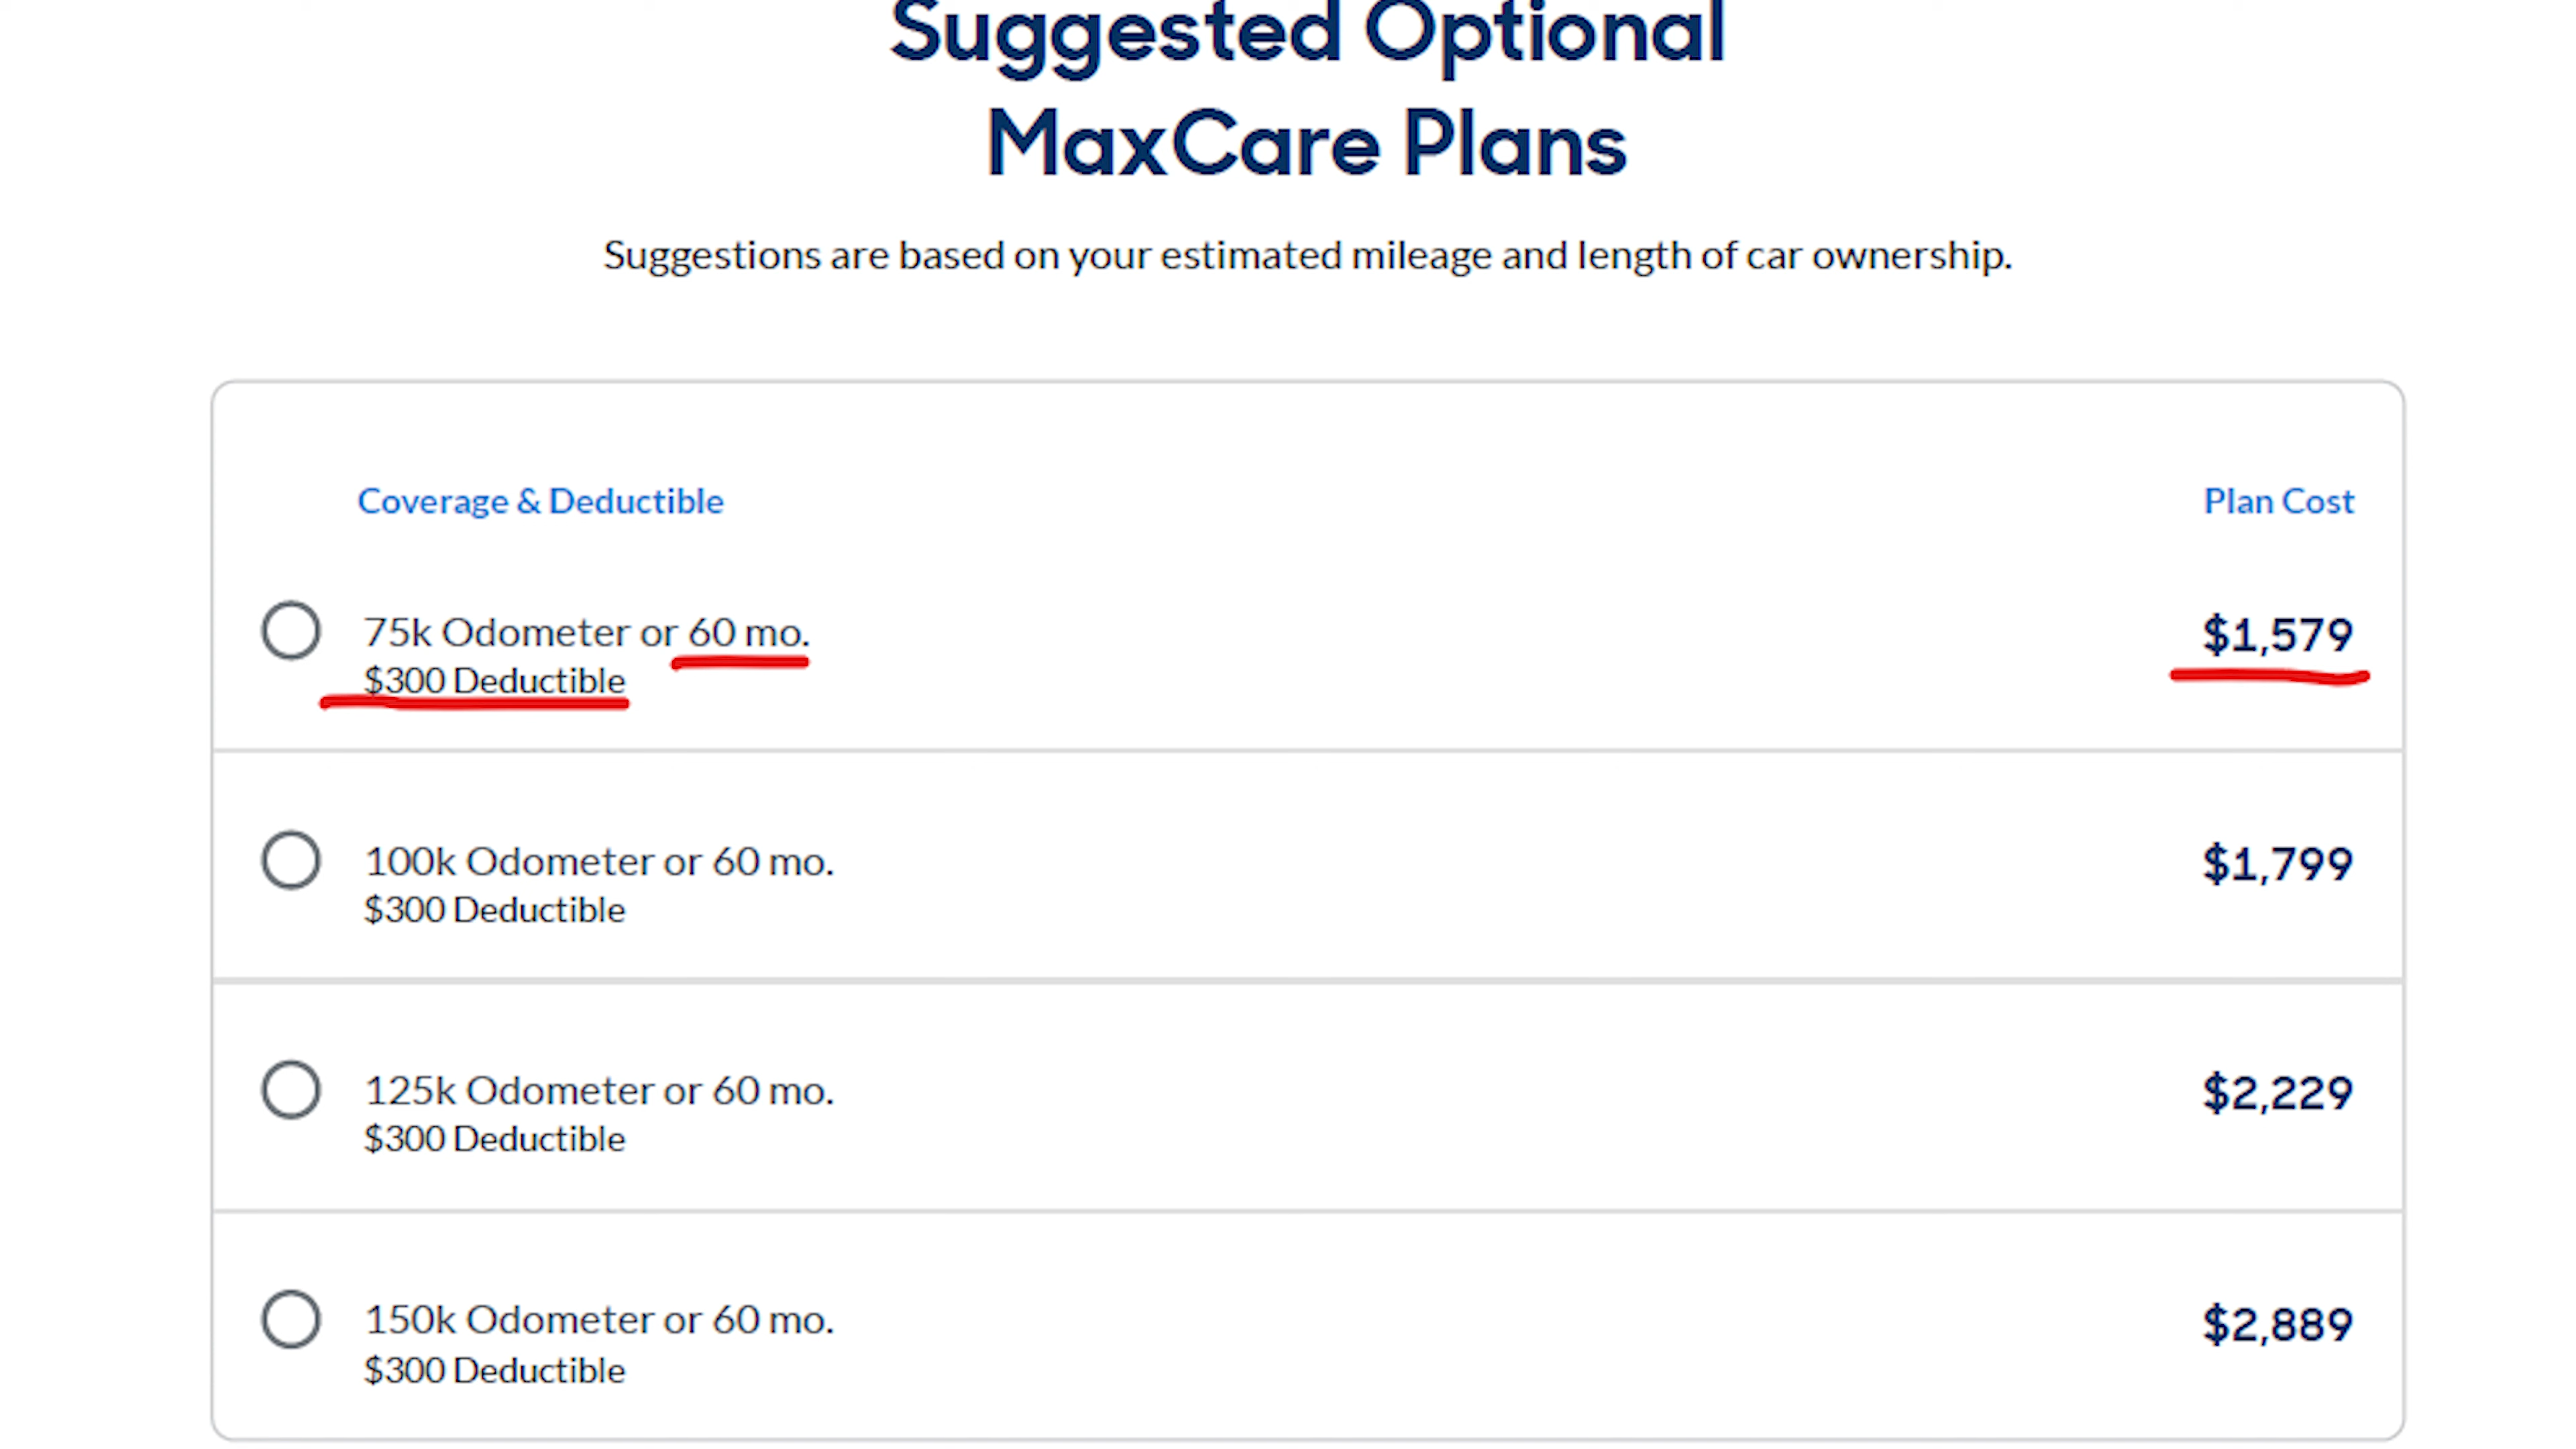 Suggested Optional
MaxCare Plans
Suggestions are based on your estimated mileage and length of car ownership.
Coverage & Deductible
Plan Cost
75k Odometer or 60 mo.
$1,579
$300 Deductible
100k Odometer or 60 mo.
$1,799
$300 Deductible
125k Odometer or 60 mo.
$2,229
$300 Deductible
150k Odometer or 60 mo.
$2,889
$300 Deductible